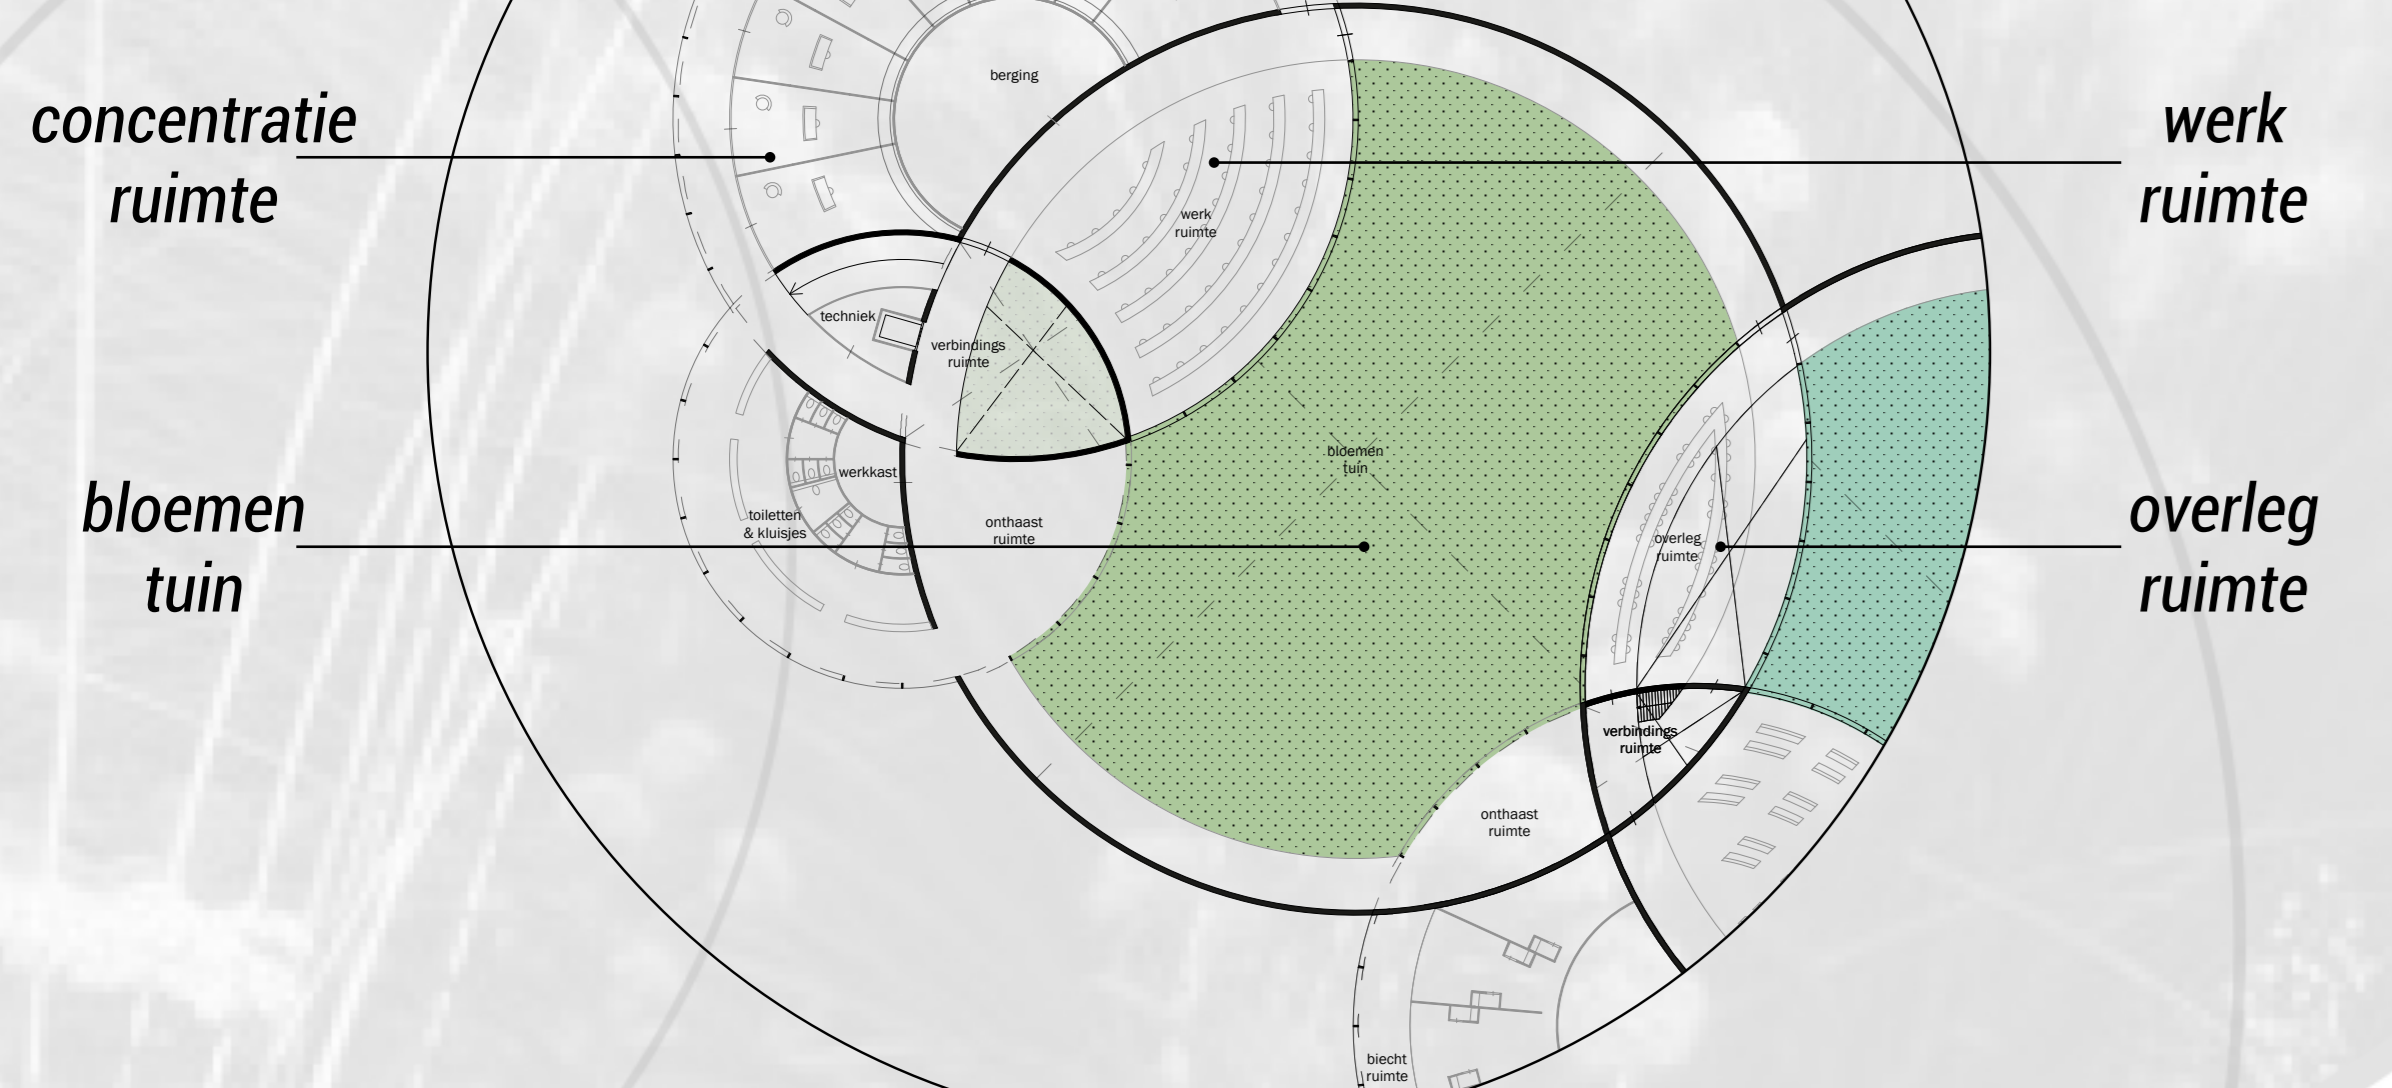 concentratie
ruimte
bloemen
tuin
berging
werk
ruimte
techniek
verbindings
ruimte
werkkast
toiletten
& kluisjes
onthaast
ruimte
bloemen
tuin
overleg
ruimte
verbindings
ruimte
onthaast
ruimte
biecht
ruimte
werk
ruimte
overleg
ruimte